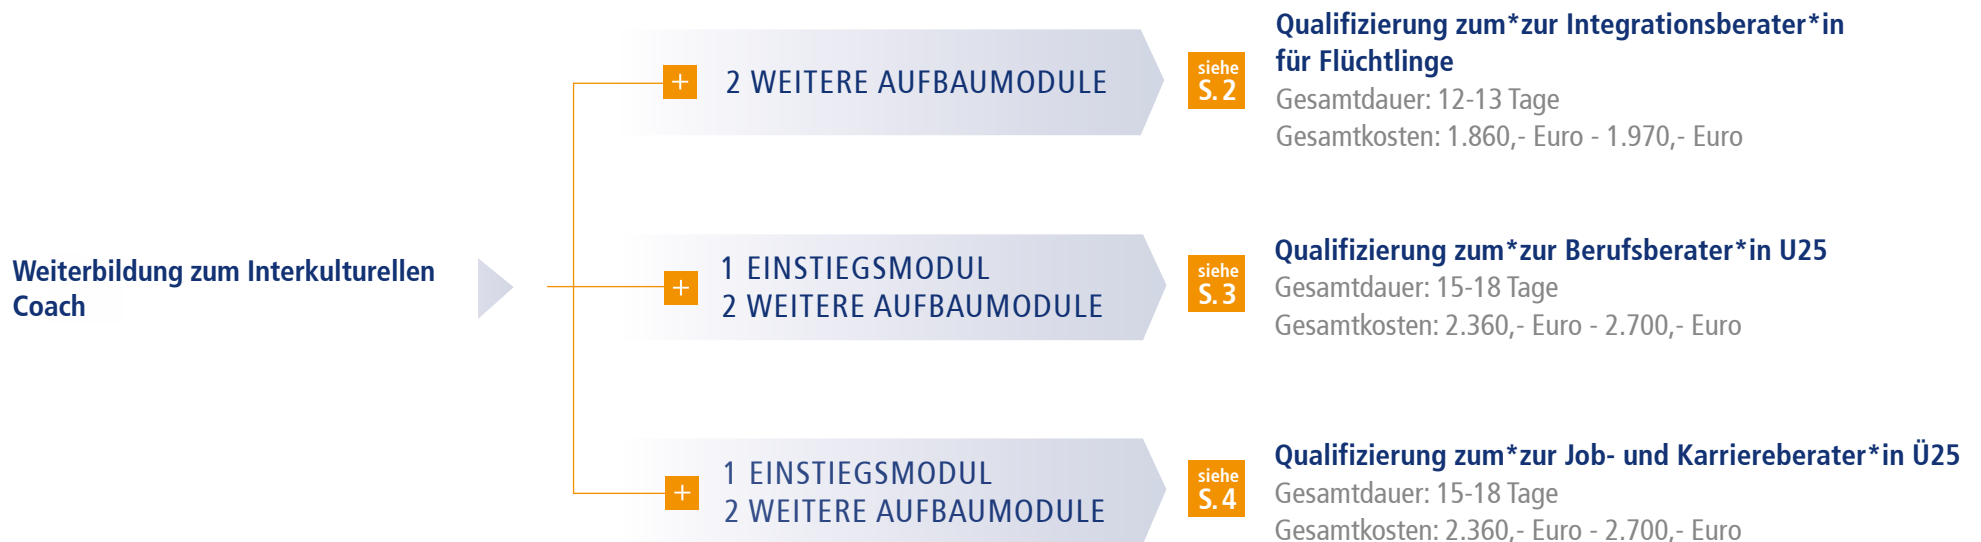 Weiterbildung zum Interkulturellen
Coach
+
2 WEITERE AUFBAUMODULE
siehe
S. 2
Qualifizierung zum*zur Integrationsberater*in
für Flüchtlinge
Gesamtdauer: 12-13 Tage
Gesamtkosten: 1.860,- Euro - 1.970,- Euro
+
1 EINSTIEGSMODUL
2 WEITERE AUFBAUMODULE
siehe
S. 3
Qualifizierung zum*zur Berufsberater*in U25
Gesamtdauer: 15-18 Tage
Gesamtkosten: 2.360,- Euro - 2.700,- Euro
+
1 EINSTIEGSMODUL
2 WEITERE AUFBAUMODULE
siehe
S. 4
Qualifizierung zum*zur Job- und Karriereberater*in Ü25
Gesamtdauer: 15-18 Tage
Gesamtkosten: 2.360,- Euro - 2.700,- Euro